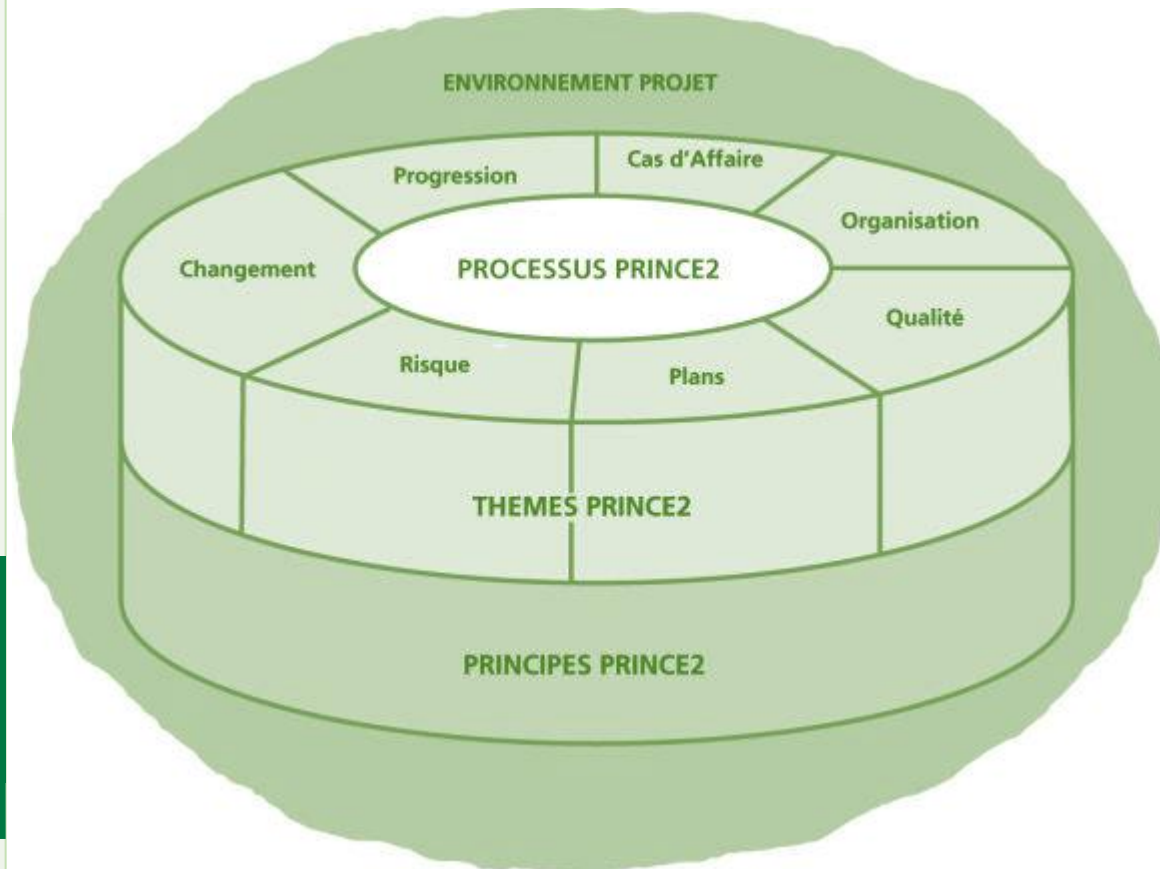 ENVIRONNEMENT PROJET
Progression
Cas d'Affaire
Organisation
Changement
PROCESSUS PRINCE2
Qualité
Risque
Plans
THEMES PRINCE2
PRINCIPES PRINCE2